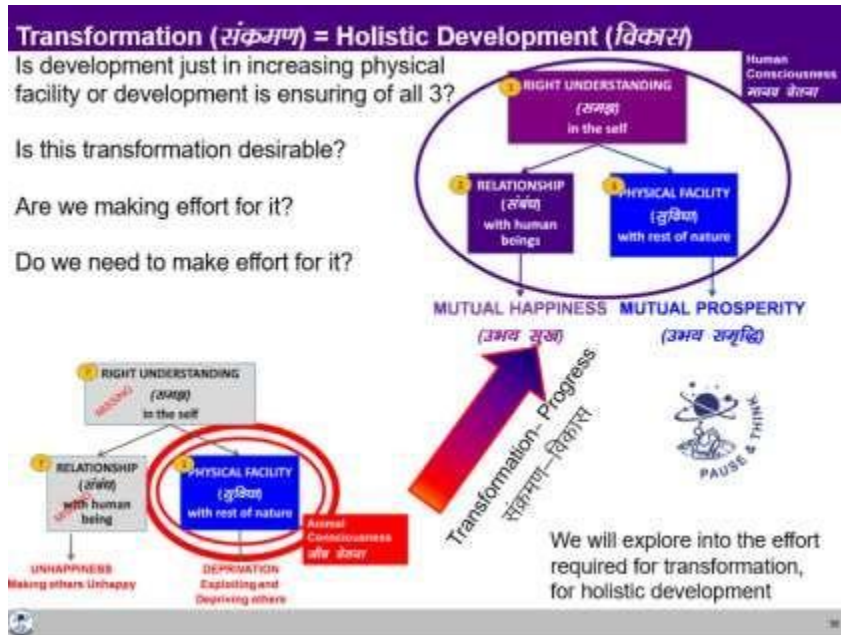 Transformation (संक्रमण) = Holistic Development (विकास)
Is development just in increasing physical
facility or development is ensuring of all 3?
Is this transformation desirable?
Are we making effort for it?
Do we need to make effort for it?
Human
Consciousness
मानव चेतना
1
RIGHT UNDERSTANDING
(समझ)
in the self
2
RELATIONSHIP
(संबंध)
with human
beings
3
PHYSICAL FACILITY
(सुविधा)
with rest of nature
MUTUAL HAPPINESS
(उभय सुख)
MUTUAL PROSPERITY
(उभय समृद्धि)
?
RIGHT UNDERSTANDING
(समझ)
in the self
MISSING
?
RELATIONSHIP
(संबंध)
with human
being
MISSING
PHYSICAL FACILITY
(सुविधा)
with rest of nature
Animal
Consciousness
जीव चेतना
UNHAPPINESS
Making others Unhappy
DEPRIVATION
Exploiting and
Depriving others
Transformation- Progress
संक्रमण–विकास
PAUSE & THINK
We will explore into the effort
required for transformation,
for holistic development